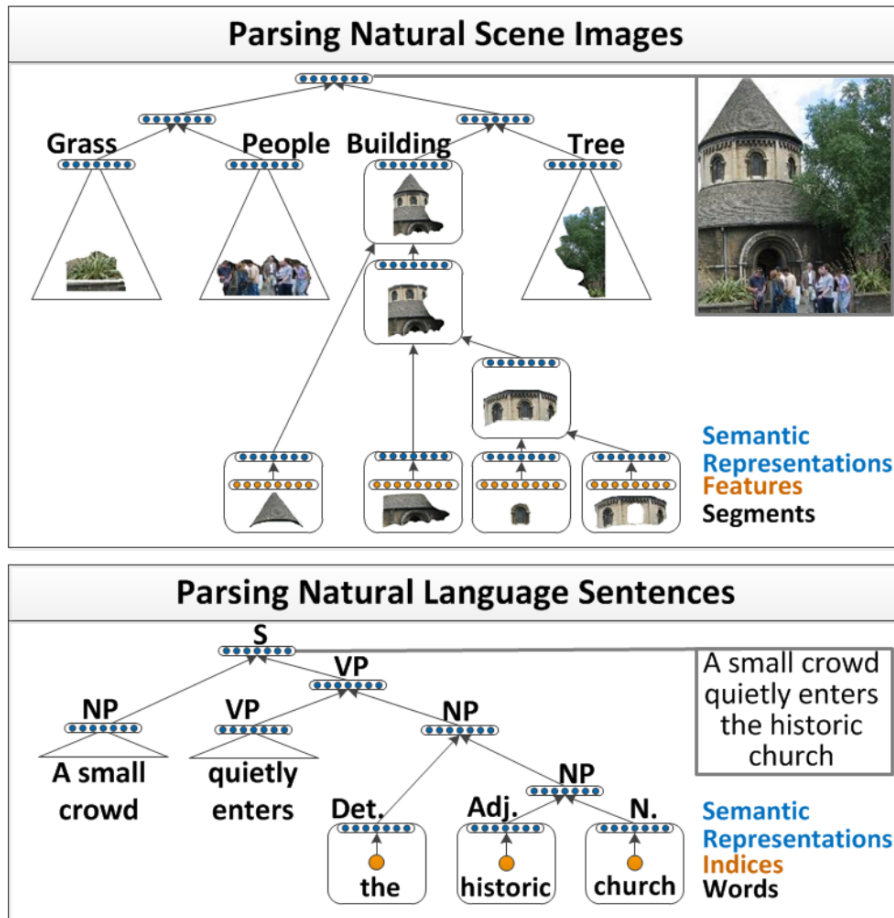 Parsing Natural Scene Images
Grass People Building Tree
Semantic
Representations
Features
Segments
Parsing Natural Language Sentences
S
VP
NP VP NP
A small
crowd
quietly
enters
NP
Det. Adj. N.
the historic church
A small crowd
quietly enters
the historic
church
Semantic
Representations
Indices
Words